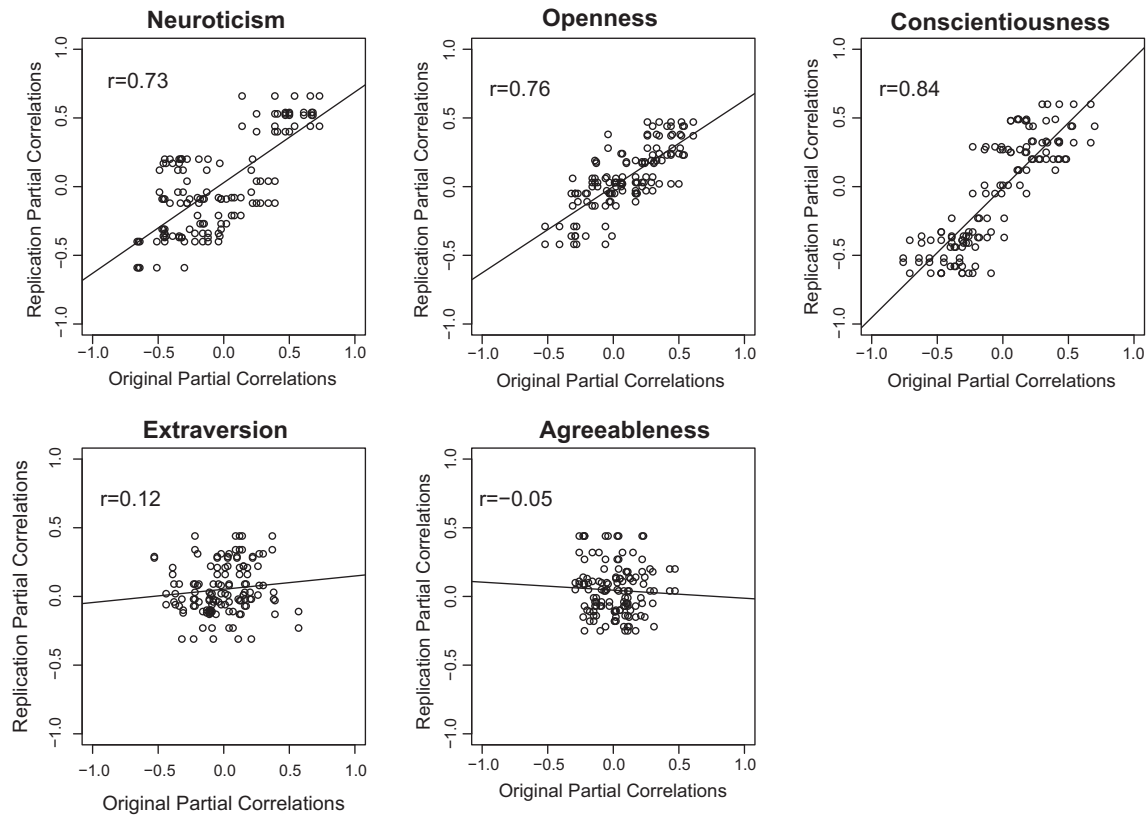 Neuroticism
r=0.73
Replication Partial Correlations
1.0
0.5
0.0
−0.5
−1.0
−1.0 −0.5 0.0 0.5 1.0
Original Partial Correlations
Openness
r=0.76
Replication Partial Correlations
1.0
0.5
0.0
−0.5
−1.0
−1.0 −0.5 0.0 0.5 1.0
Original Partial Correlations
Conscientiousness
r=0.84
Replication Partial Correlations
1.0
0.5
0.0
−0.5
−1.0
−1.0 −0.5 0.0 0.5 1.0
Original Partial Correlations
Extraversion
r=0.12
Replication Partial Correlations
1.0
0.5
0.0
−0.5
−1.0
−1.0 −0.5 0.0 0.5 1.0
Original Partial Correlations
Agreeableness
r=−0.05
Replication Partial Correlations
1.0
0.5
0.0
−0.5
−1.0
−1.0 −0.5 0.0 0.5 1.0
Original Partial Correlations